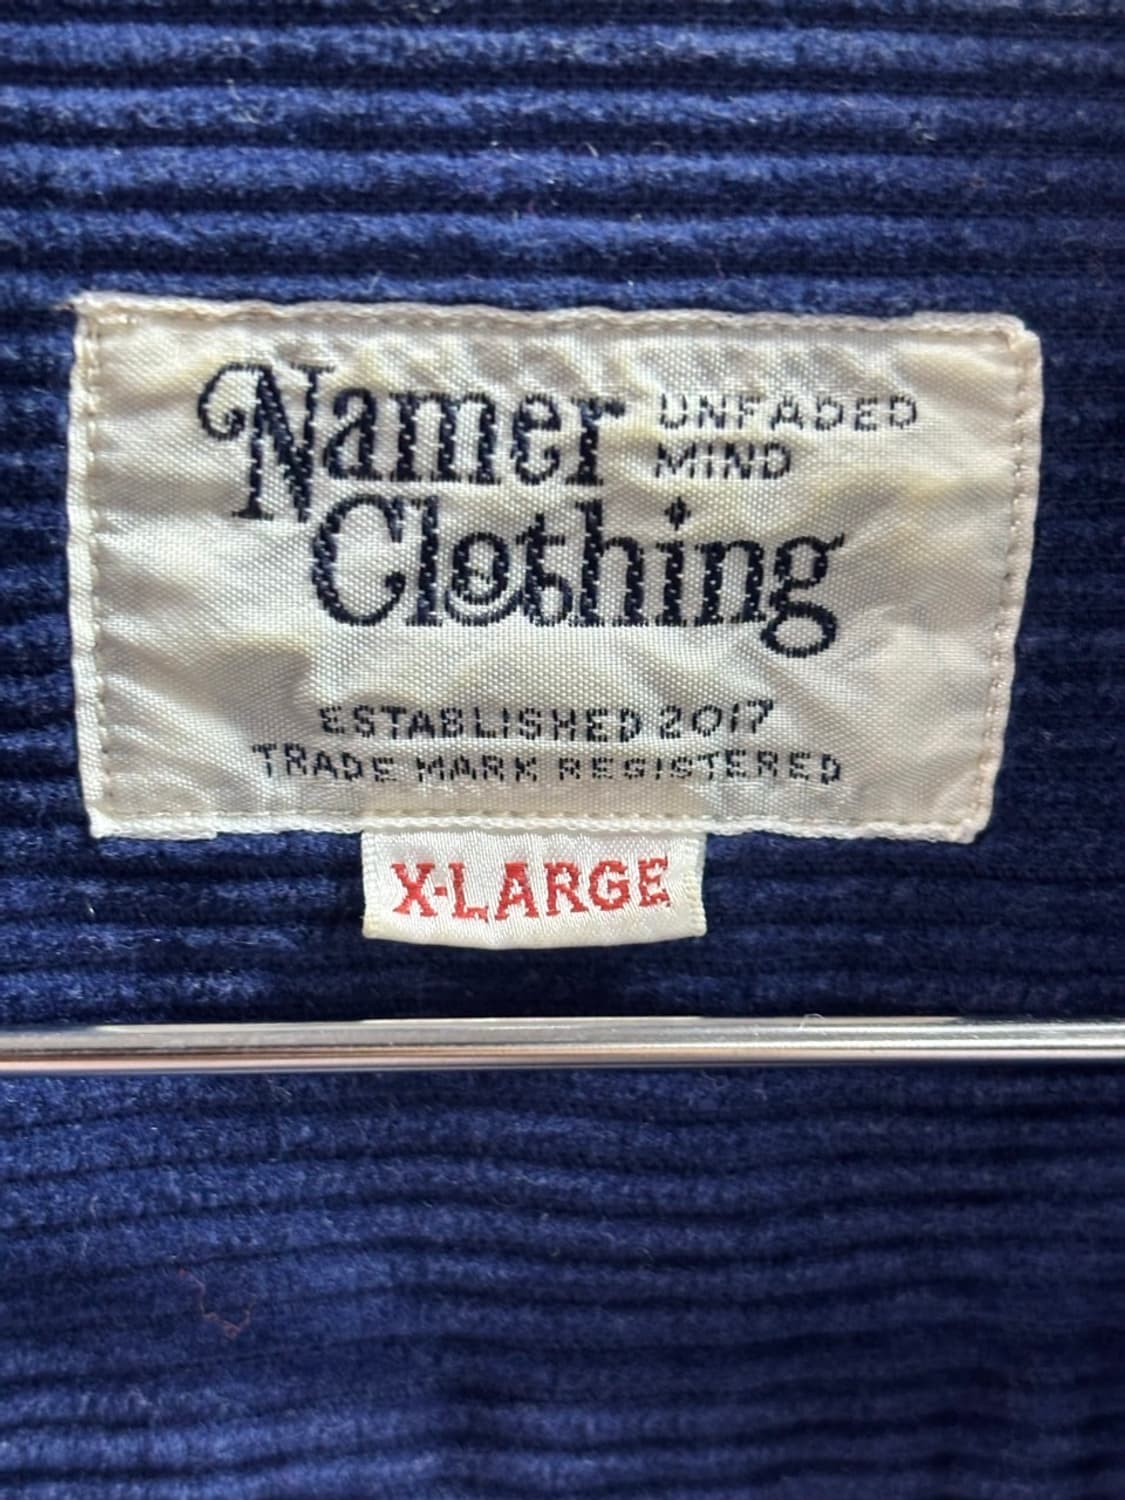 Namer UNFADED
MIND
Clothing
ESTABLISHED 2017
TRADE MARK REGISTERED
X-LARGE